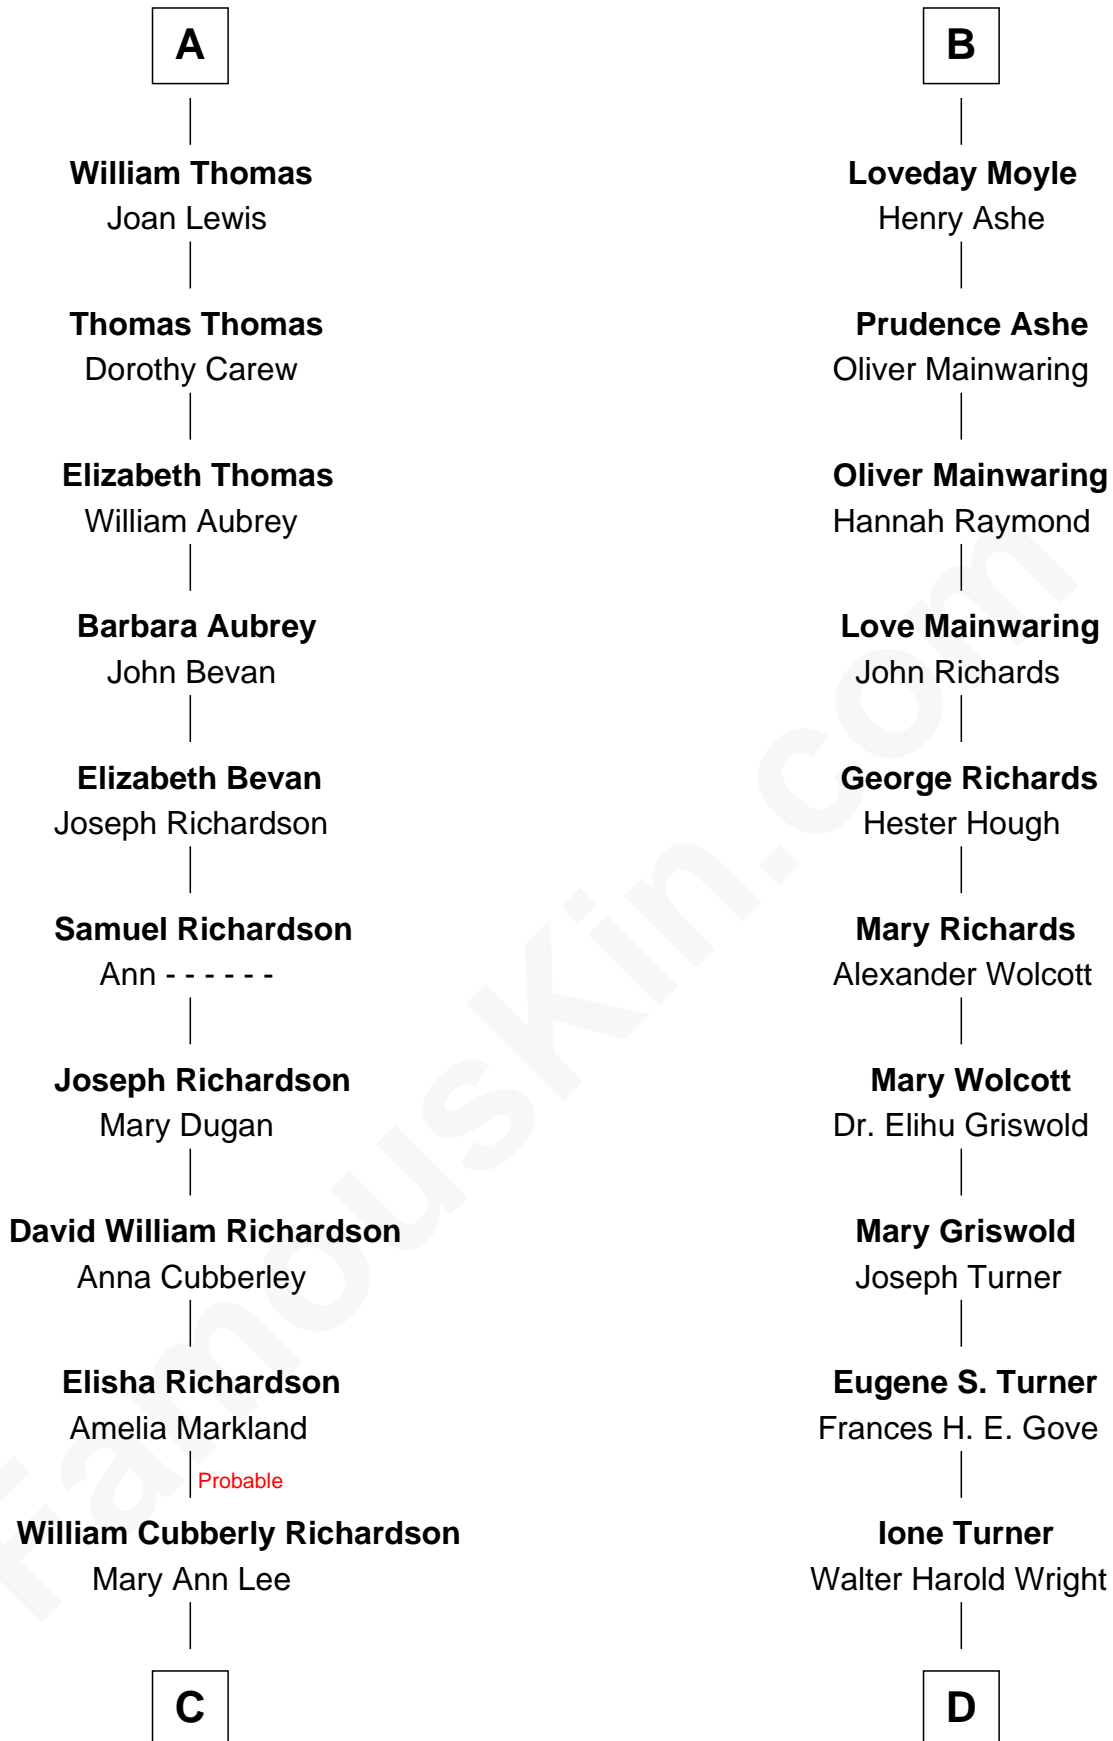 A
William Thomas
Joan Lewis
Thomas Thomas
Dorothy Carew
Elizabeth Thomas
William Aubrey
Barbara Aubrey
John Bevan
Elizabeth Bevan
Joseph Richardson
Samuel Richardson
Ann - - - - - -
Joseph Richardson
Mary Dugan
David William Richardson
Anna Cubberley
Elisha Richardson
Amelia Markland
Probable
William Cubberly Richardson
Mary Ann Lee
C
B
Loveday Moyle
Henry Ashe
Prudence Ashe
Oliver Mainwaring
Oliver Mainwaring
Hannah Raymond
Love Mainwaring
John Richards
George Richards
Hester Hough
Mary Richards
Alexander Wolcott
Mary Wolcott
Dr. Elihu Griswold
Mary Griswold
Joseph Turner
Eugene S. Turner
Frances H. E. Gove
Ione Turner
Walter Harold Wright
D
FamousKin.com